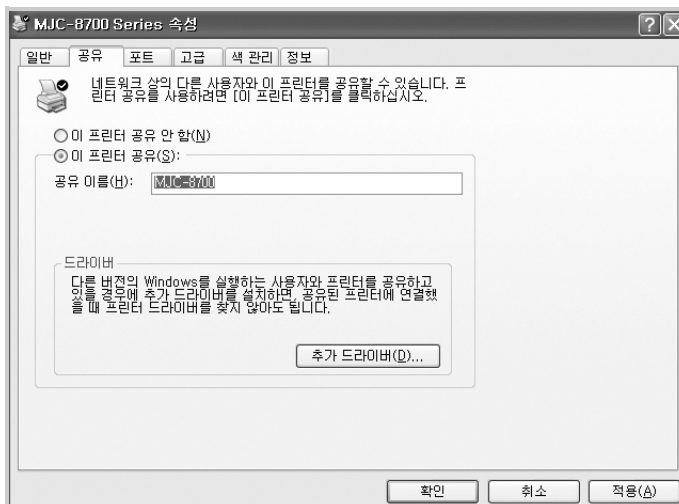 MJC-8700 Series 속성
일반 공유 포트 고급 색 관리 정보
네트워크 상의 다른 사용자와 이 프린터를 공유할 수 있습니다. 프
린터 공유를 사용하려면 [이 프린터 공유]를 클릭하십시오.
이 프린터 공유 안 함(N)
이 프린터 공유(S):
공유 이름(H): MJC-8700
드라이버
다른 버전의 Windows를 실행하는 사용자와 프린터를 공유하고
있을 경우에 추가 드라이버를 설치하면, 공유된 프린터에 연결했
을 때 프린터 드라이버를 찾지 않아도 됩니다.
추가 드라이버(D)...
확인 취소 적용(A)